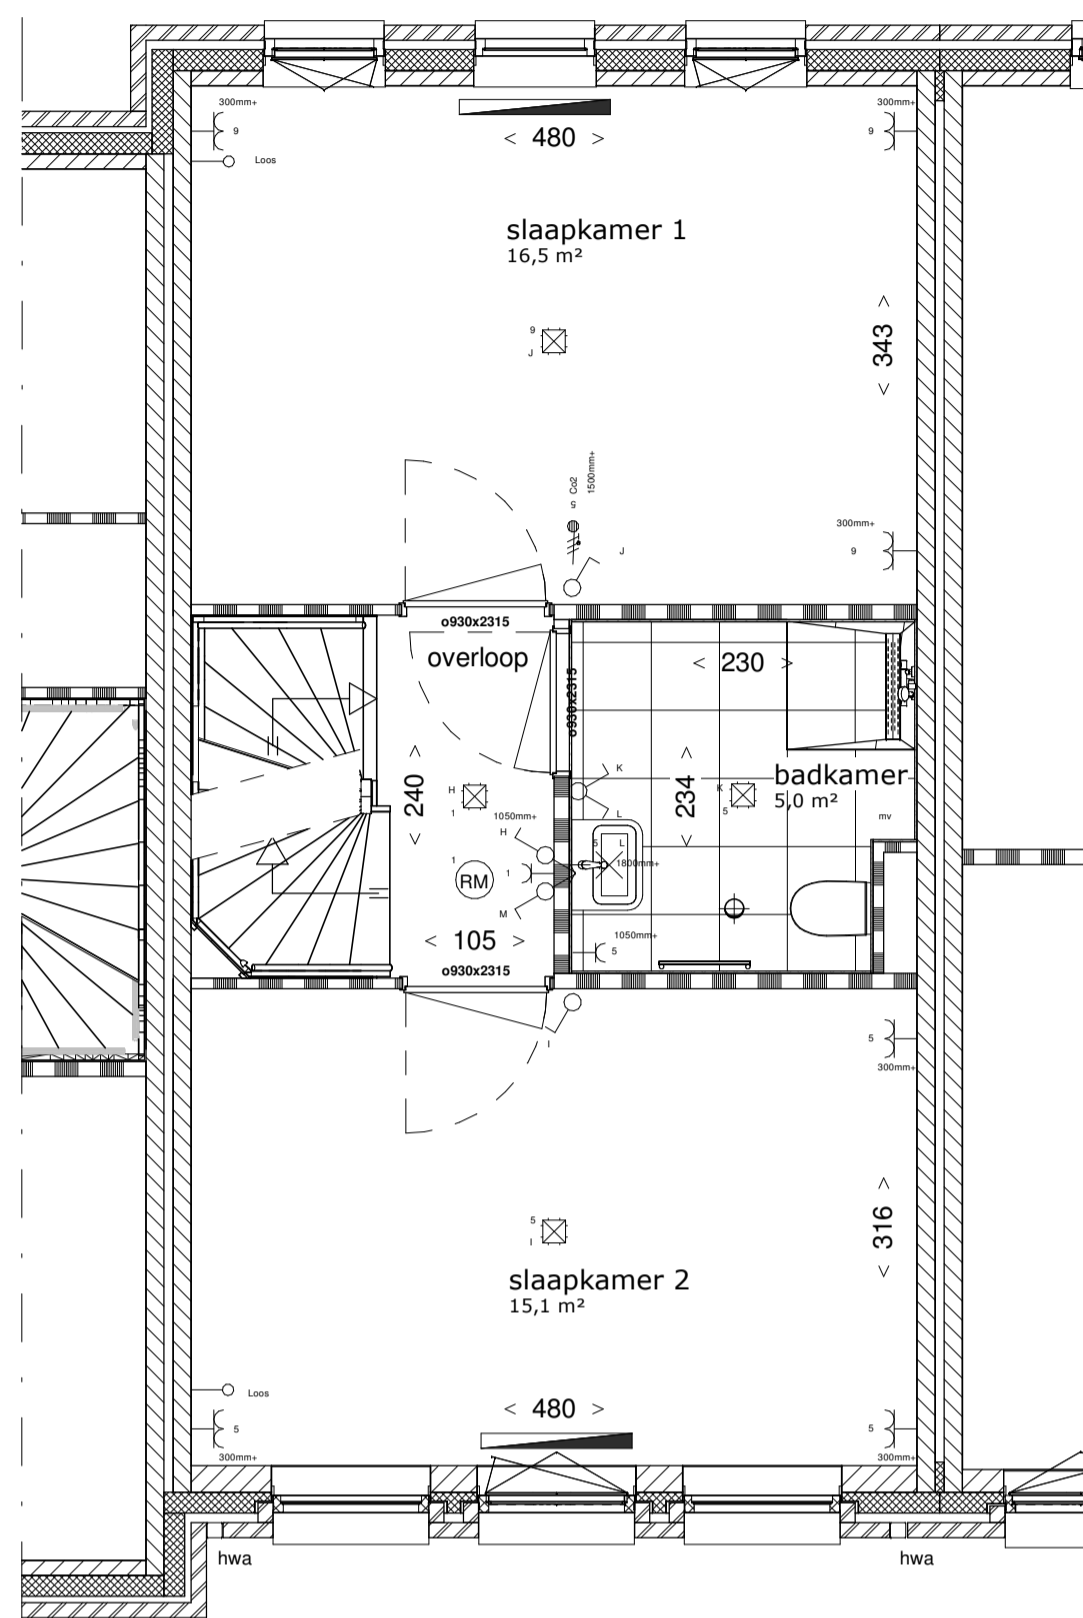 300mm+
300mm+
9
9
Loos
< 480 >
slaapkamer 1
16,5 m²
9
J
< 343 >
1500mm+
Co2
5
J
300mm+
9
o930x2315
overloop
o930x2315
< 230 >
< 240 >
< 234 >
badkamer
5,0 m²
K
L
K
5
H
1
1050mm+
H
mv
5
L
1800mm+
1
RM
1
M
< 105 >
1050mm+
5
o930x2315
I
5
300mm+
5
I
< 316 >
slaapkamer 2
15,1 m²
Loos
< 480 >
5
300mm+
5
300mm+
hwa
hwa